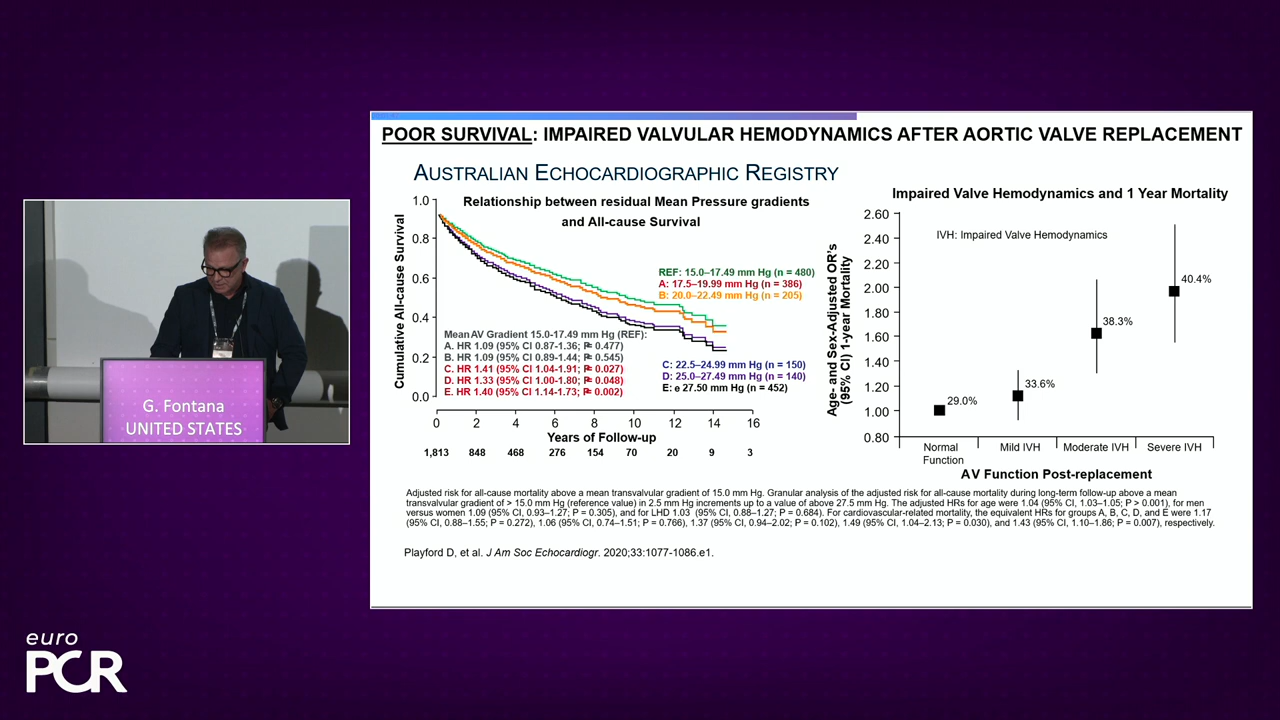 POOR SURVIVAL: IMPAIRED VALVULAR HEMODYNAMICS AFTER AORTIC VALVE REPLACEMENT
AUSTRALIAN ECHOCARDIOGRAPHIC REGISTRY
Relationship between residual Mean Pressure gradients
and All-cause Survival
Cumulative All-cause Survival
1.0
0.8
0.6
0.4
0.2
0.0
REF: 15.0–17.49 mm Hg (n = 480)
A: 17.5–19.99 mm Hg (n = 386)
B: 20.0–22.49 mm Hg (n = 205)
Mean AV Gradient 15.0-17.49 mm Hg (REF):
A. HR 1.09 (95% CI 0.87-1.36; P= 0.477)
B. HR 1.09 (95% CI 0.89-1.44; P= 0.545)
C. HR 1.41 (95% CI 1.04-1.91; P= 0.027)
D. HR 1.33 (95% CI 1.00-1.80; P= 0.048)
E. HR 1.40 (95% CI 1.14-1.73; P= 0.002)
C: 22.5–24.99 mm Hg (n = 150)
D: 25.0–27.49 mm Hg (n = 140)
E: e 27.50 mm Hg (n = 452)
0 2 4 6 8 10 12 14 16
Years of Follow-up
1,813 848 468 276 154 70 20 9 3
Impaired Valve Hemodynamics and 1 Year Mortality
Age- and Sex-Adjusted OR's
(95% CI) 1-year Mortality
2.60
2.40
2.20
2.00
1.80
1.60
1.40
1.20
1.00
0.80
IVH: Impaired Valve Hemodynamics
29.0%
33.6%
38.3%
40.4%
Normal Function
Mild IVH
Moderate IVH
Severe IVH
AV Function Post-replacement
Adjusted risk for all-cause mortality above a mean transvalvular gradient of 15.0 mm Hg. Granular analysis of the adjusted risk for all-cause mortality during long-term follow-up above a mean
transvalvular gradient of > 15.0 mm Hg (reference value) in 2.5 mm Hg increments up to a value of above 27.5 mm Hg. The adjusted HRs for age were 1.04 (95% CI, 1.03–1.05; P > 0.001), for men
versus women 1.09 (95% CI, 0.93–1.27; P = 0.305), and for LHD 1.03 (95% CI, 0.88–1.27; P = 0.684). For cardiovascular-related mortality, the equivalent HRs for groups A, B, C, D, and E were 1.17
(95% CI, 0.88–1.55; P = 0.272), 1.06 (95% CI, 0.74–1.51; P = 0.766), 1.37 (95% CI, 0.94–2.02; P = 0.102), 1.49 (95% CI, 1.04–2.13; P = 0.030), and 1.43 (95% CI, 1.10–1.86; P = 0.007), respectively.
Playford D, et al. J Am Soc Echocardiogr. 2020;33:1077-1086.e1.
G. Fontana
UNITED STATES
euro
PCR